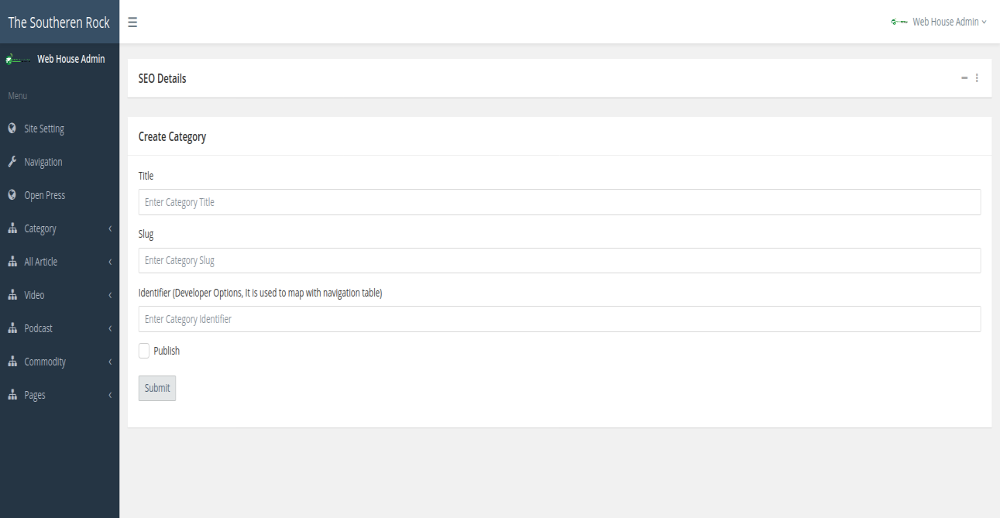 The Southeren Rock
Web House Admin
Web House Admin
Menu
Site Setting
Navigation
Open Press
Category
All Article
Video
Podcast
Commodity
Pages
SEO Details
Create Category
Title
Enter Category Title
Slug
Enter Category Slug
Identifier (Developer Options, It is used to map with navigation table)
Enter Category Identifier
Publish
Submit